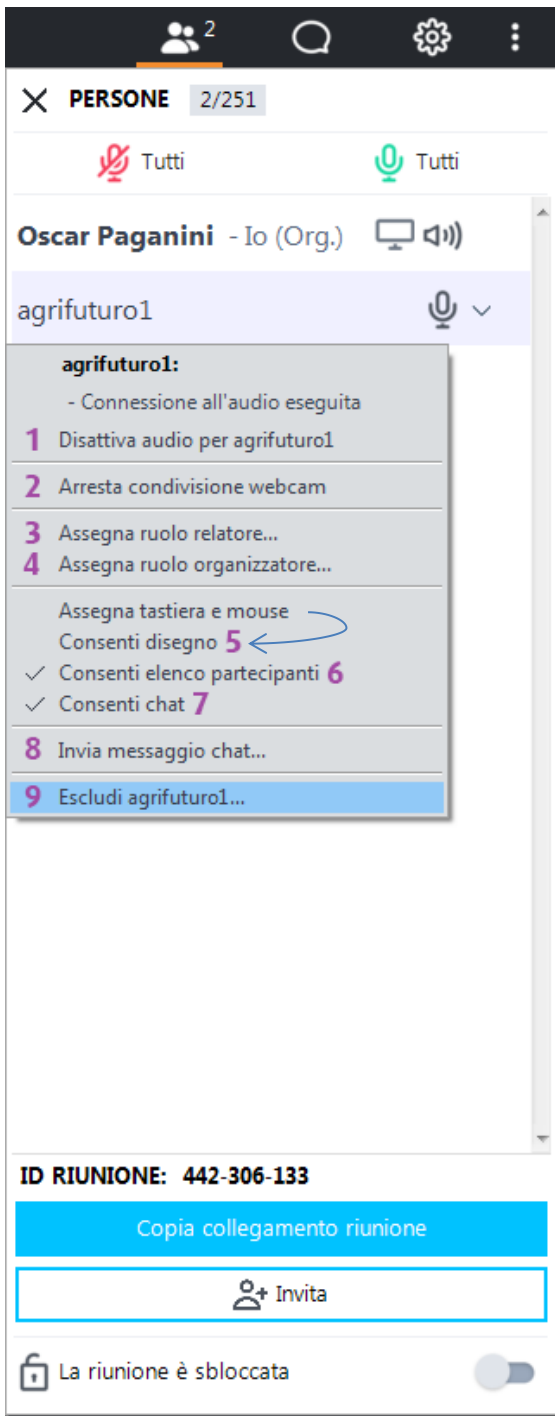 2
PERSONE 2/251
Tutti Tutti
Oscar Paganini - Io (Org.)
agrifuturo1
agrifuturo1:
- Connessione all'audio eseguita
1 Disattiva audio per agrifuturo1
2 Arresta condivisione webcam
3 Assegna ruolo relatore...
4 Assegna ruolo organizzatore...
Assegna tastiera e mouse
Consenti disegno 5
Consenti elenco partecipanti 6
Consenti chat 7
8 Invia messaggio chat...
9 Escludi agrifuturo1...
ID RIUNIONE: 442-306-133
Copia collegamento riunione
Invita
La riunione è sbloccata